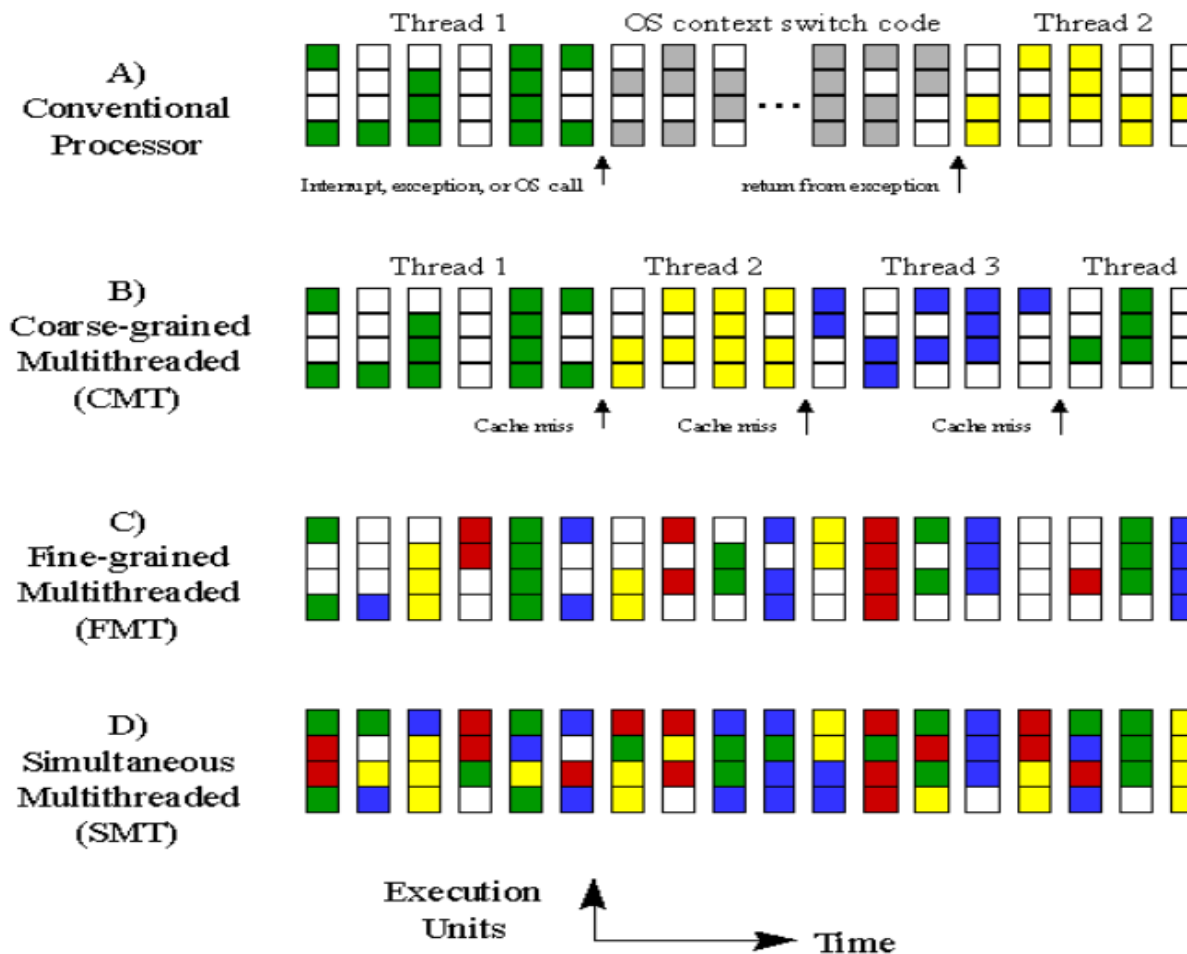 Thread 1 OS context switch code Thread 2
A)
Conventional
Processor
...
Interrupt, exception, or OS call
return from exception
Thread 1 Thread 2 Thread 3 Thread
B)
Coarse-grained
Multithreaded
(CMT)
Cache miss Cache miss Cache miss
C)
Fine-grained
Multithreaded
(FMT)
D)
Simultaneous
Multithreaded
(SMT)
Execution
Units
Time